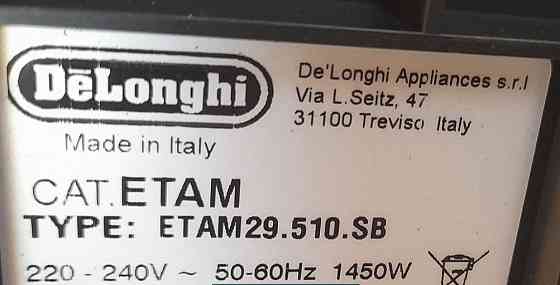 DeLonghi
De'Longhi Appliances s.r.l
Via L.Seitz, 47
31100 Treviso Italy
Made in Italy
CAT.ETAM
TYPE: ETAM29.510.SB
220 - 240V ~ 50-60Hz 1450W